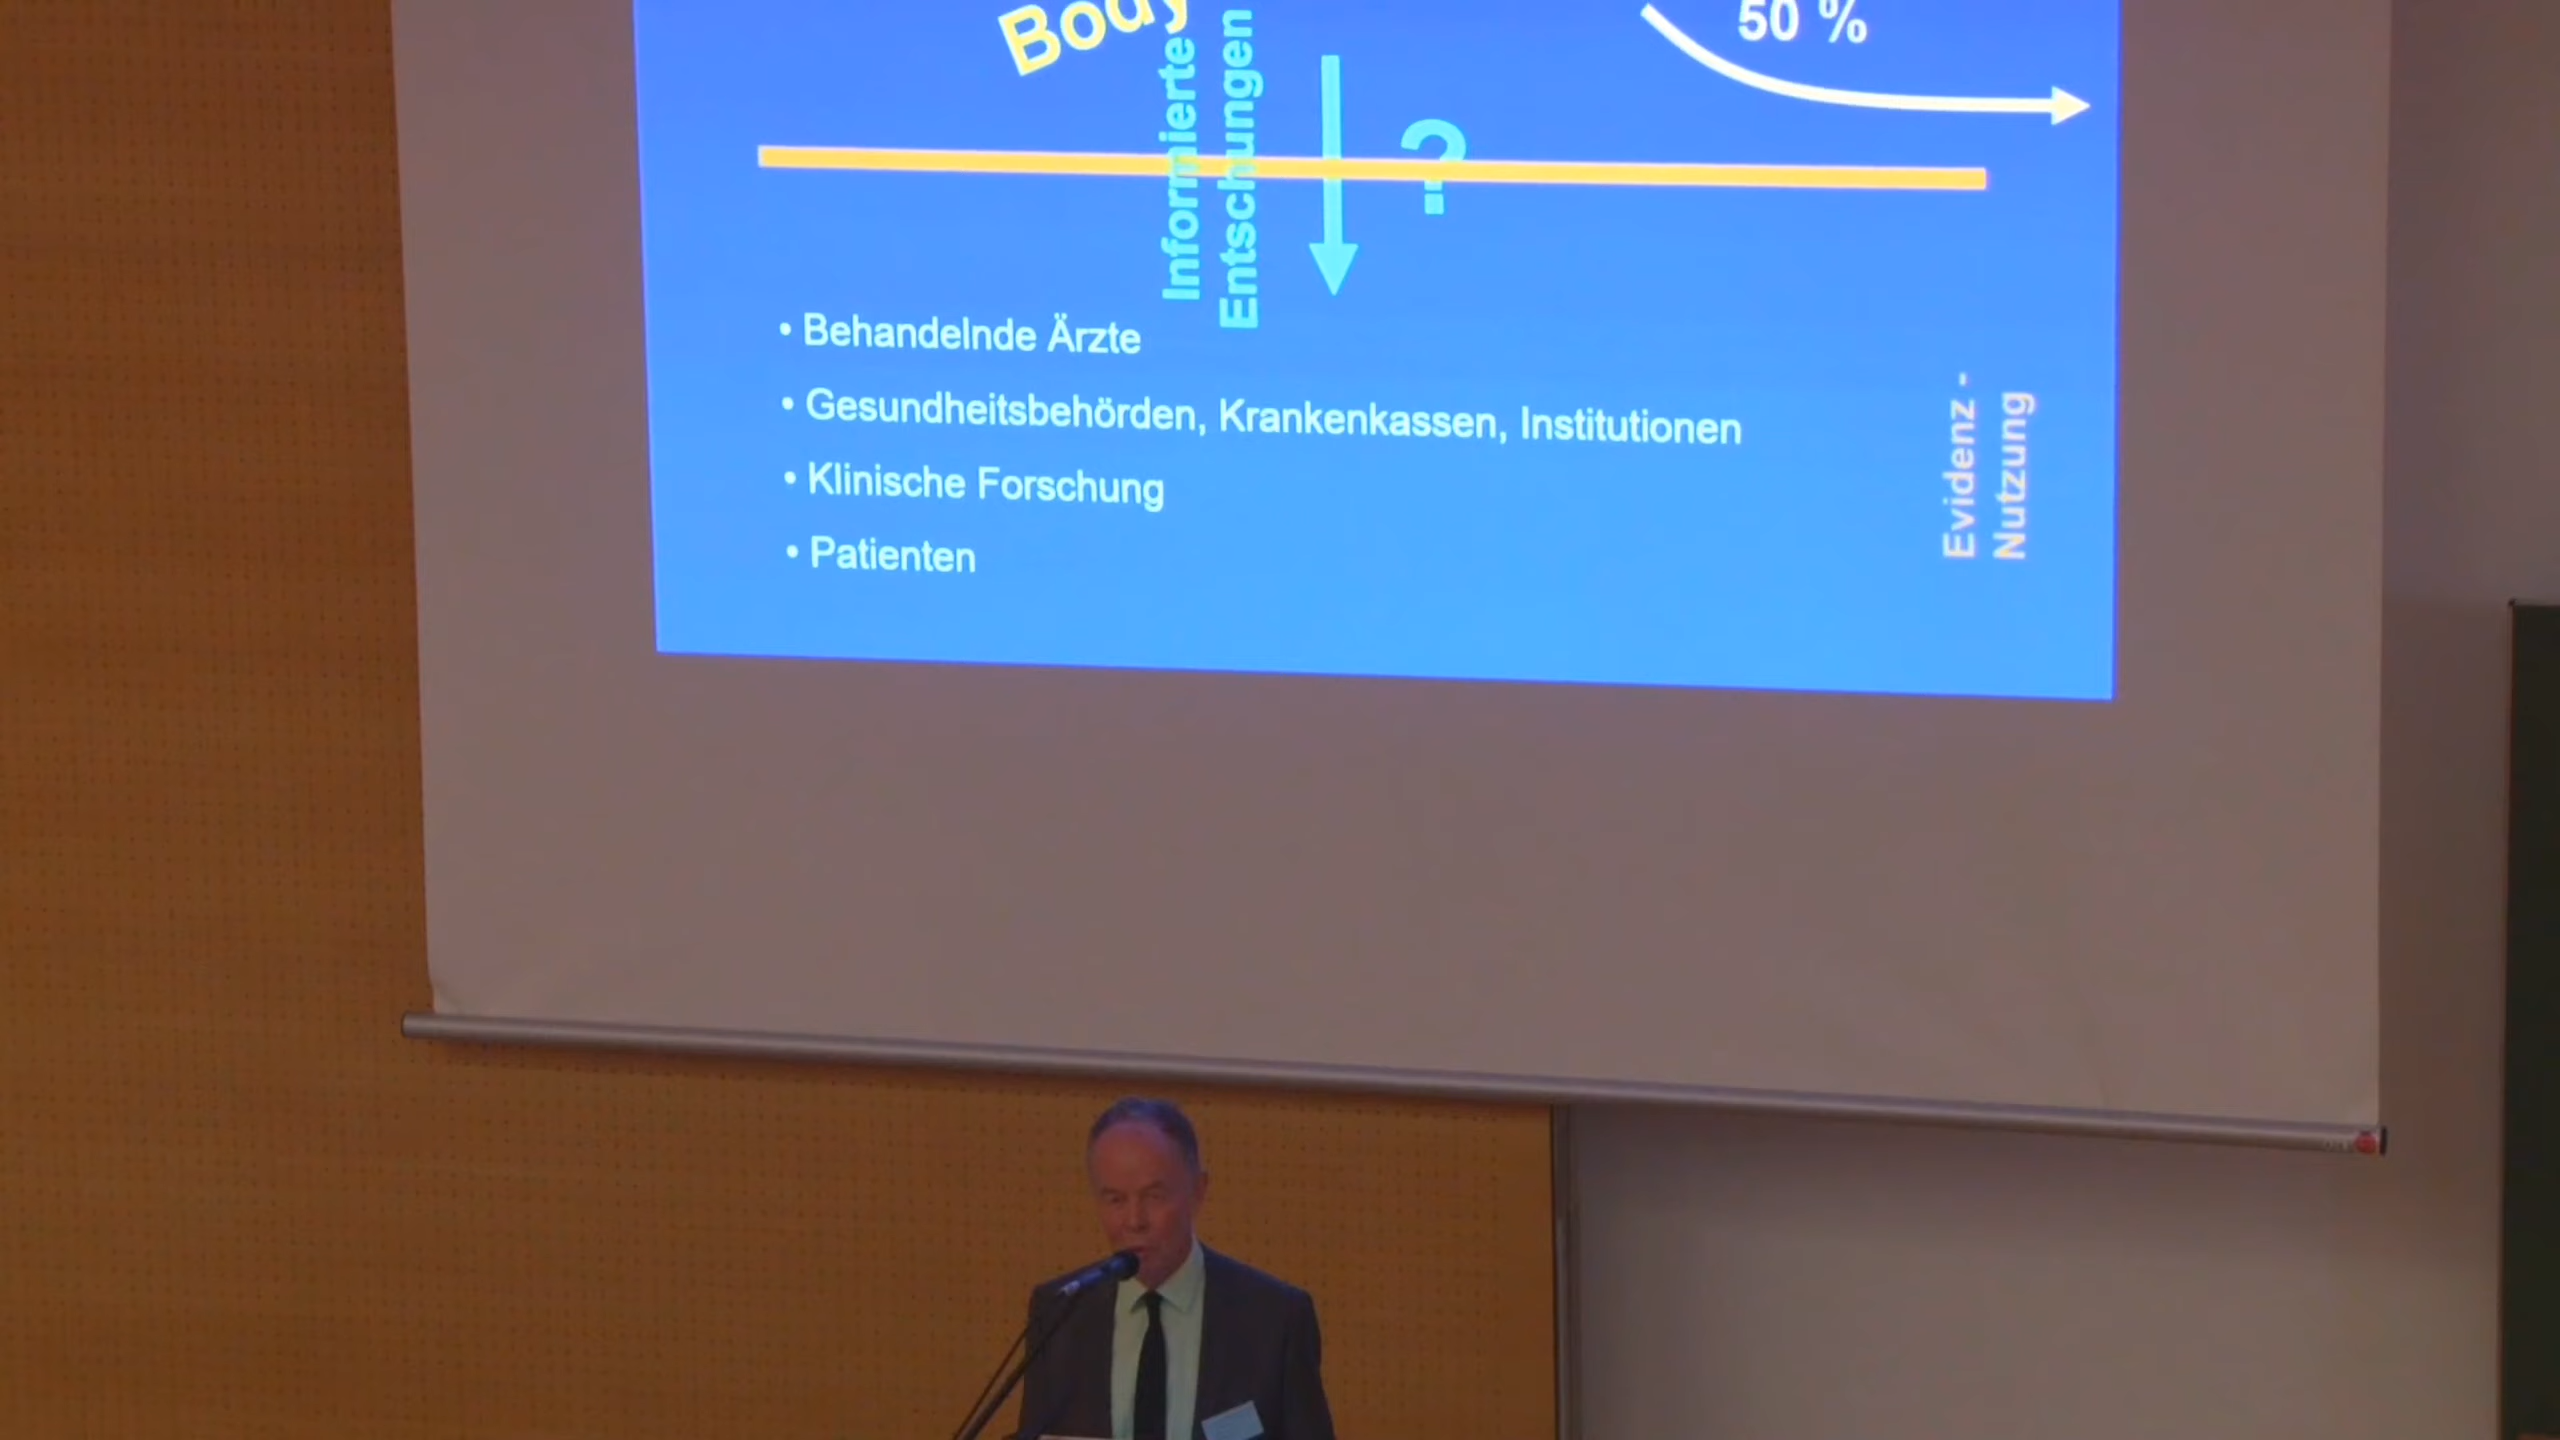 Body
50 %
Informierte
Entschungen
?
• Behandelnde Ärzte
• Gesundheitsbehörden, Krankenkassen, Institutionen
• Klinische Forschung
• Patienten
Evidenz -
Nutzung